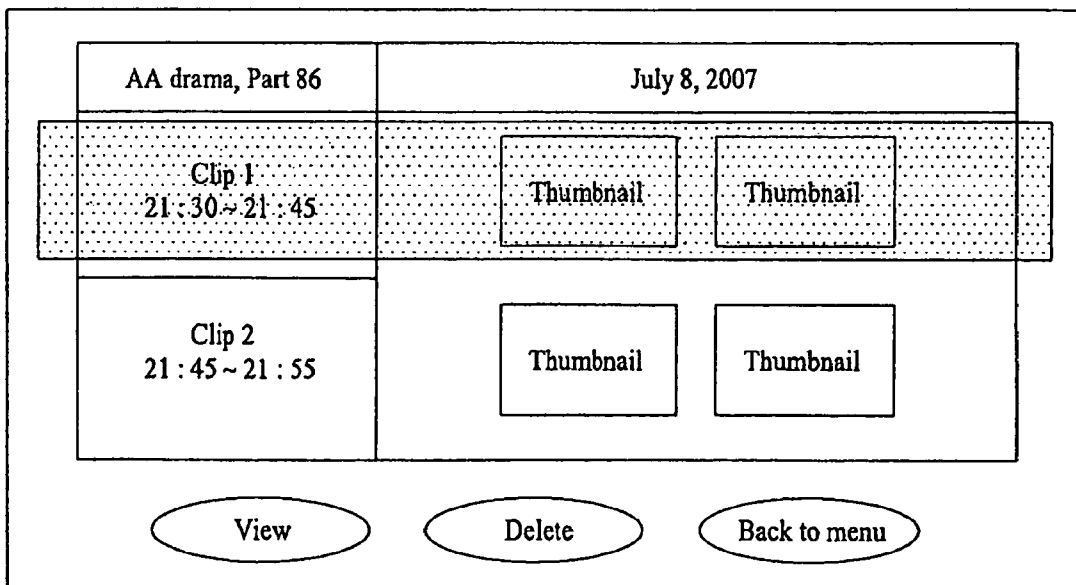 AA drama, Part 86
July 8, 2007
Clip 1
21 : 30 ~ 21 : 45
Thumbnail
Thumbnail
Clip 2
21 : 45 ~ 21 : 55
Thumbnail
Thumbnail
View
Delete
Back to menu